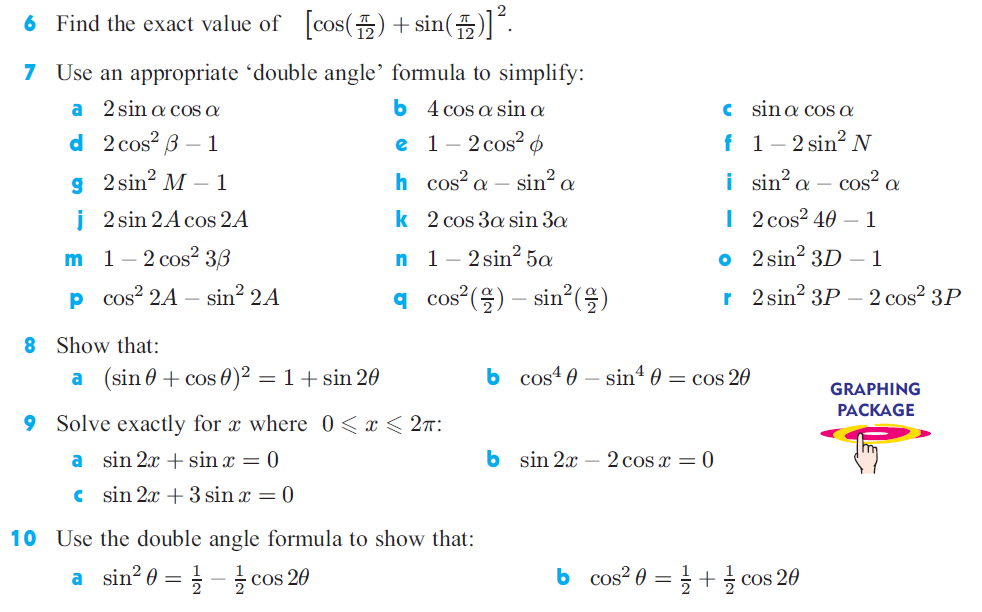 6 Find the exact value of [cos(π/12) + sin(π/12)]².
7 Use an appropriate ‘double angle’ formula to simplify:
a 2 sin α cos α b 4 cos α sin α c sin α cos α
d 2 cos² β − 1 e 1 − 2 cos² ϕ f 1 − 2 sin² N
g 2 sin² M − 1 h cos² α − sin² α i sin² α − cos² α
j 2 sin 2A cos 2A k 2 cos 3α sin 3α l 2 cos² 4θ − 1
m 1 − 2 cos² 3β n 1 − 2 sin² 5α o 2 sin² 3D − 1
p cos² 2A − sin² 2A q cos²(α/2) − sin²(α/2) r 2 sin² 3P − 2 cos² 3P
8 Show that:
a (sin θ + cos θ)² = 1 + sin 2θ b cos⁴ θ − sin⁴ θ = cos 2θ
GRAPHING
PACKAGE
9 Solve exactly for x where 0 ⩽ x ⩽ 2π:
a sin 2x + sin x = 0 b sin 2x − 2 cos x = 0
c sin 2x + 3 sin x = 0
10 Use the double angle formula to show that:
a sin² θ = 1/2 − 1/2 cos 2θ b cos² θ = 1/2 + 1/2 cos 2θ